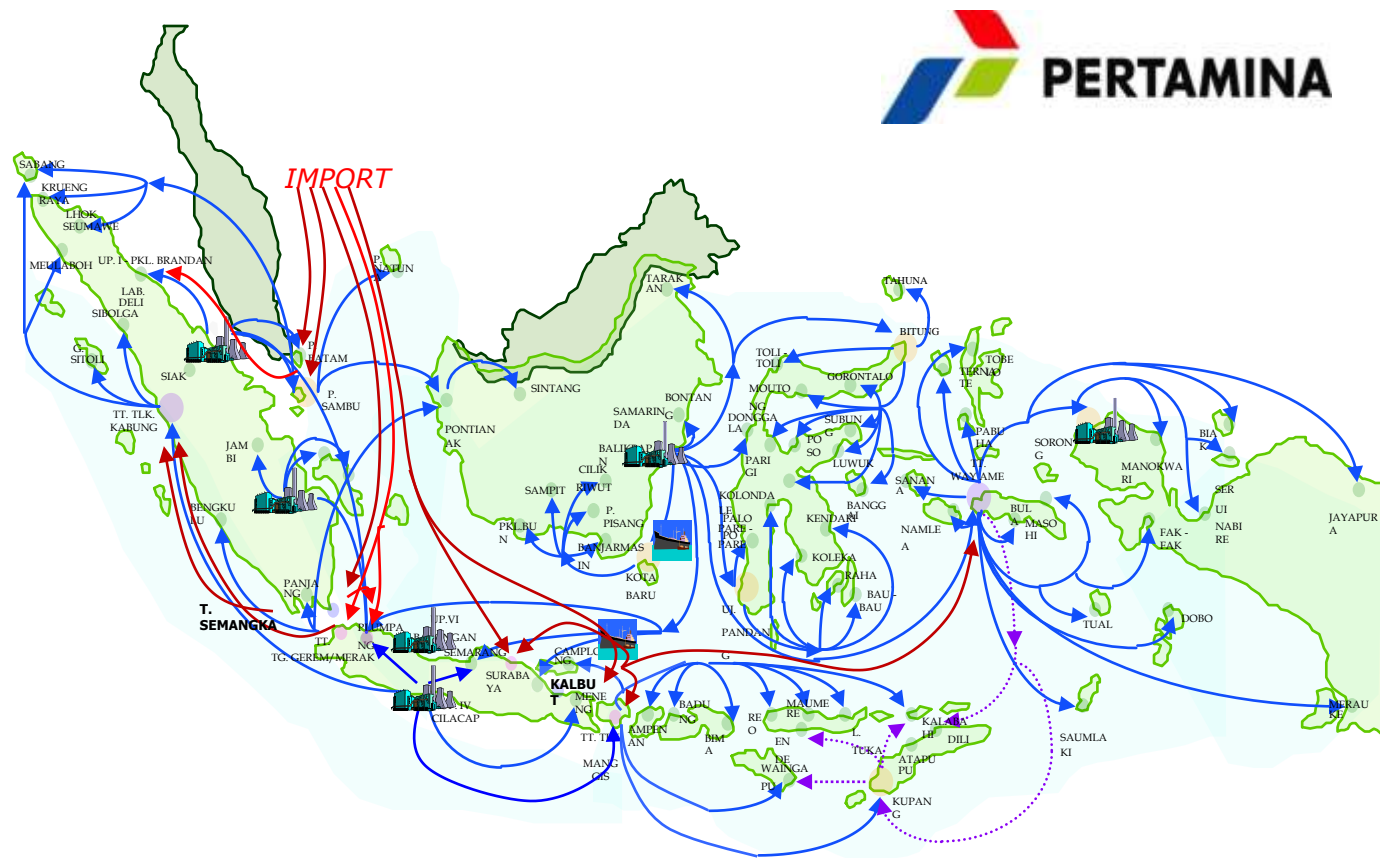 PERTAMINA
IMPORT
SABANG
KRUENG
RAYA
LHOK
SEUMAWE
MEULABOH
UP. I - PKL. BRANDAN
LAB.
DELI
SIBOLGA
G.
SITOLI
SIAK
TT. TLK.
KABUNG
JAM
BI
BENGKU
LU
PANJA
NG
T.
SEMANGKA
P.
NATUN
P.
BATAM
P.
SAMBU
PONTIAN
AK
SINTANG
TARAK
AN
BONTAN
G
SAMARIN
DA
BALIKPAP
N
CILIK
RIWUT
SAMPIT
P.
PISANG
PKL.BU
N
BANJARMAS
IN
KOTA
BARU
TT.
TG. GEREM/MERAK
PLUMPA
NG
UP.VI
SEMARANG
IV
CILACAP
SURABA
YA
CAMPLO
NG
KALBU
T
MENE
NG
TT. T
MANG
GIS
AMPEN
AN
BADU
NG
BIM
A
RE
O
MAUME
RE
EN
DE
L.
TUKA
WAINGA
PU
KALABA
HI
DILI
ATAPU
PU
KUPAN
G
TAHUNA
BITUNG
TOLI -
TOLI
GORONTALO
MOUTO
NG
DONGGA
LA
PO
SO
SUBUN
G
LUWUK
PARI
GI
KOLONDA
LE
PALO
PO
PARE -
PARE
BANGG
KENDARI
KOLEKA
RAHA
BAU -
BAU
UJ.
PANDAN
G
TOBE
LO
TERNA
TE
PABU
HA
SANAN
A
TT.
WAYAME
NAMLE
A
BUL
A
MASO
HI
SORON
G
MANOKWA
RI
BIA
K
SER
UI
NABI
RE
FAK -
FAK
JAYAPUR
A
TUAL
DOBO
SAUMLA
KI
MERAU
KE